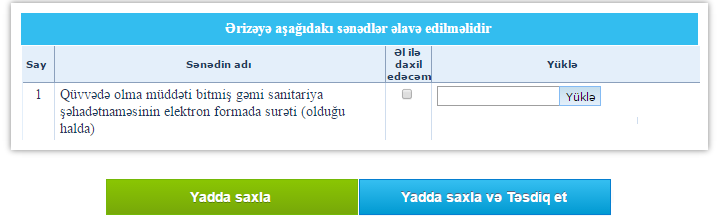 Ərizəyə aşağıdakı sənədlər əlavə edilməlidir
Say
Sənədin adı
Əl ilə
daxil
edəcəm
Yüklə
1
Qüvvədə olma müddəti bitmiş gəmi sanitariya
şəhadətnaməsinin elektron formada surəti (olduğu
halda)
Yüklə
Yadda saxla
Yadda saxla və Təsdiq et